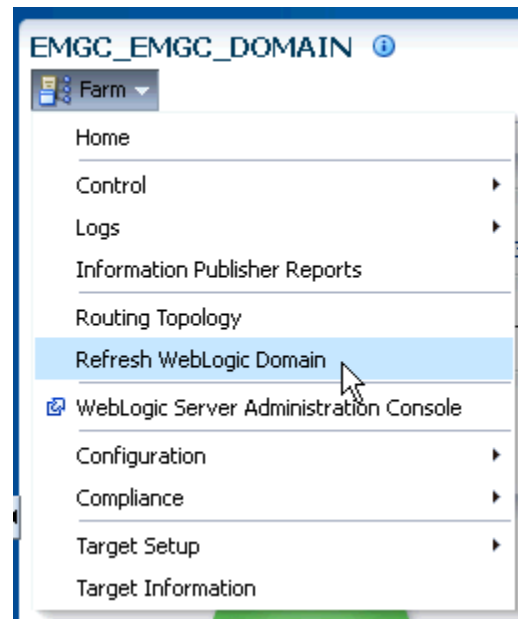 EMGC_EMGC_DOMAIN
Farm
Home
Control
Logs
Information Publisher Reports
Routing Topology
Refresh WebLogic Domain
WebLogic Server Administration Console
Configuration
Compliance
Target Setup
Target Information